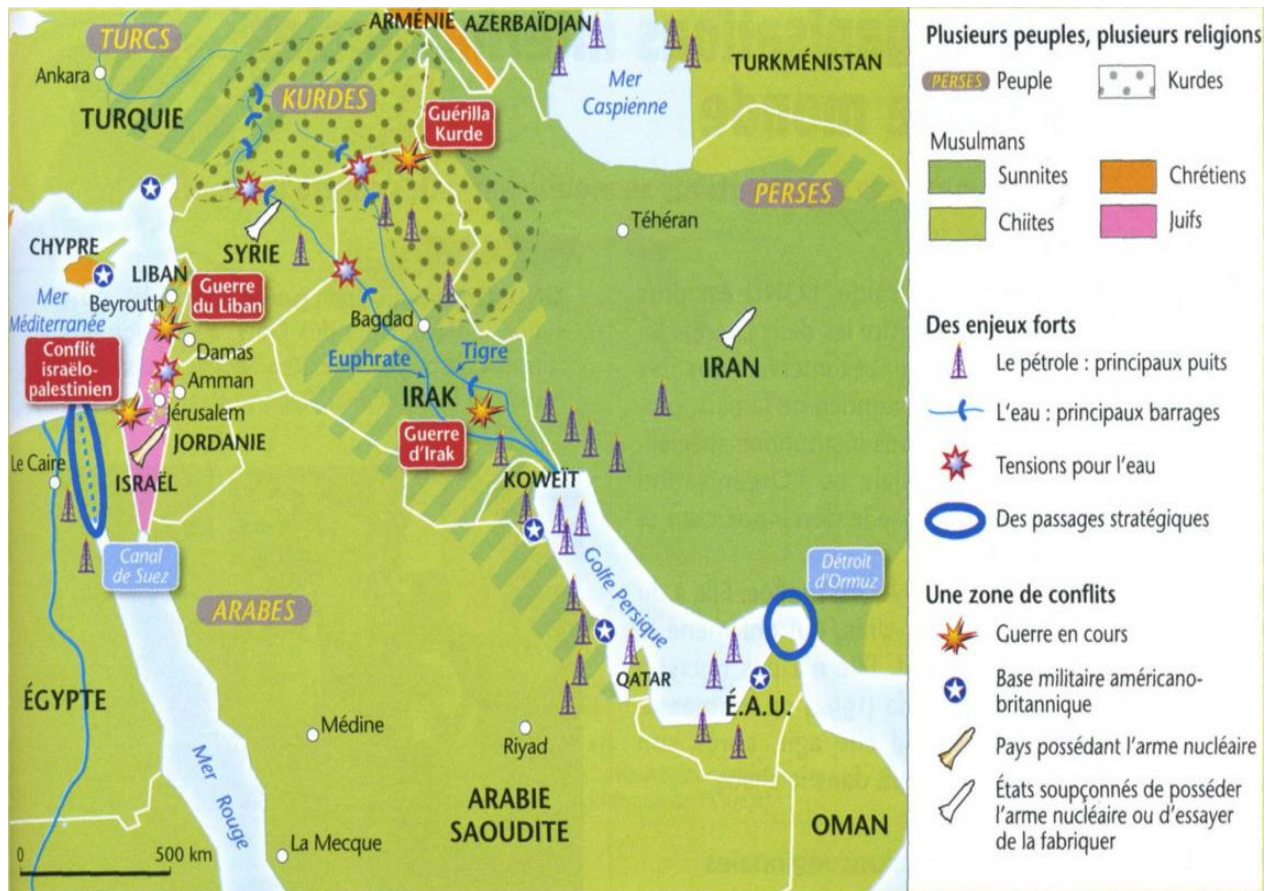 TURCS
ARMÉNIE
AZERBAÏDJAN
Ankara
Mer
Caspienne
TURKMÉNISTAN
KURDES
TURQUIE
Guérilla
Kurde
PERSES
Téhéran
SYRIE
CHYPRE
LIBAN
Guerre
du Liban
Beyrouth
Mer
Méditerranée
Bagdad
Conflit
israëlo-
palestinien
Damas
Euphrate
Tigre
IRAN
Amman
IRAK
Jérusalem
Guerre
d'Irak
JORDANIE
Le Caire
ISRAËL
KOWEÏT
Canal
de Suez
Golfe Persique
Détroit
d'Ormuz
ARABES
QATAR
ÉGYPTE
É.A.U.
Médine
Riyad
Mer Rouge
ARABIE
SAOUDITE
OMAN
La Mecque
0
500 km
Plusieurs peuples, plusieurs religions
PERSES
Peuple
Kurdes
Musulmans
Sunnites
Chrétiens
Chiites
Juifs
Des enjeux forts
Le pétrole : principaux puits
L'eau : principaux barrages
Tensions pour l'eau
Des passages stratégiques
Une zone de conflits
Guerre en cours
Base militaire américano-
britannique
Pays possédant l'arme nucléaire
États soupçonnés de posséder
l'arme nucléaire ou d'essayer
de la fabriquer